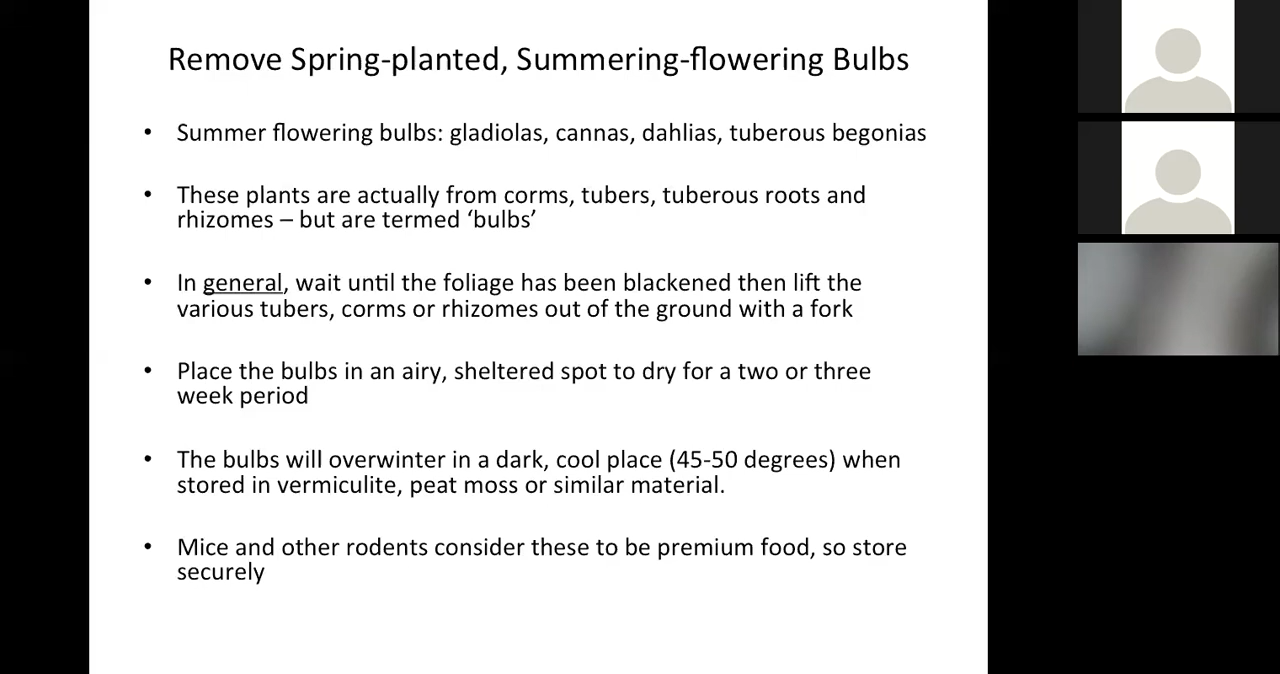 Remove Spring-planted, Summering-flowering Bulbs
• Summer flowering bulbs: gladiolas, cannas, dahlias, tuberous begonias
• These plants are actually from corms, tubers, tuberous roots and
rhizomes – but are termed ‘bulbs’
• In general, wait until the foliage has been blackened then lift the
various tubers, corms or rhizomes out of the ground with a fork
• Place the bulbs in an airy, sheltered spot to dry for a two or three
week period
• The bulbs will overwinter in a dark, cool place (45-50 degrees) when
stored in vermiculite, peat moss or similar material.
• Mice and other rodents consider these to be premium food, so store
securely